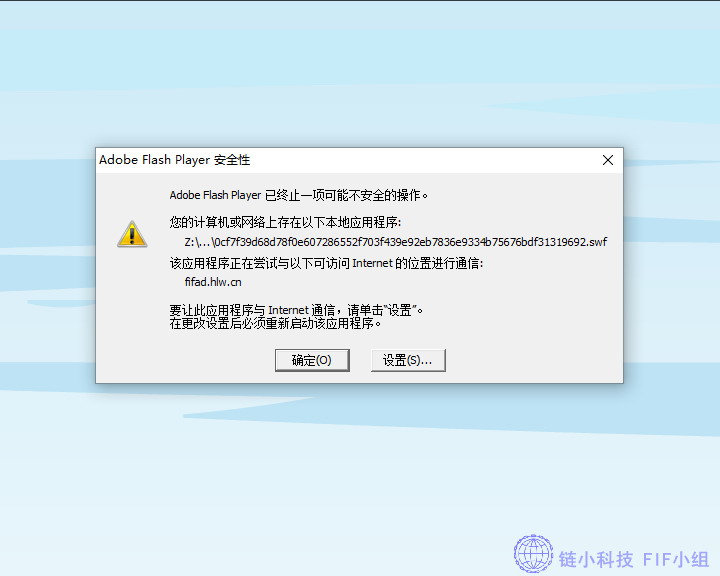 Adobe Flash Player 安全性
Adobe Flash Player 已终止一项可能不安全的操作。
您的计算机或网络上存在以下本地应用程序:
Z:\...\0cf7f39d68d78f0e607286552f703f439e92eb7836e9334b75676bdf31319692.swf
该应用程序正在尝试与以下可访问 Internet 的位置进行通信:
fifad.hlw.cn
要让此应用程序与 Internet 通信，请单击“设置”。
在更改设置后必须重新启动该应用程序。
确定(O)
设置(S)...
链小科技 FIF小组